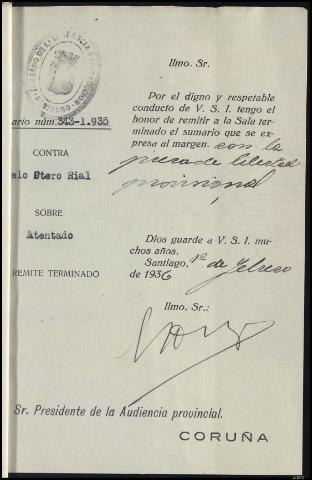 Ilmo. Sr.
Por el digno y respetable
conducto de V. S. I. tengo el
honor de remitir a la Sala ter-
minado el sumario que se ex-
presa al margen. con la
pieza de libertad
provisional
ario núm. 343-1.935
CONTRA
elo Otero Rial
SOBRE
Atentado
REMITE TERMINADO
Dios guarde a V. S. I. mu-
chos años.
Santiago, 1º de Febrero
de 1936
Ilmo. Sr.:
Sr. Presidente de la Audiencia provincial.
CORUÑA